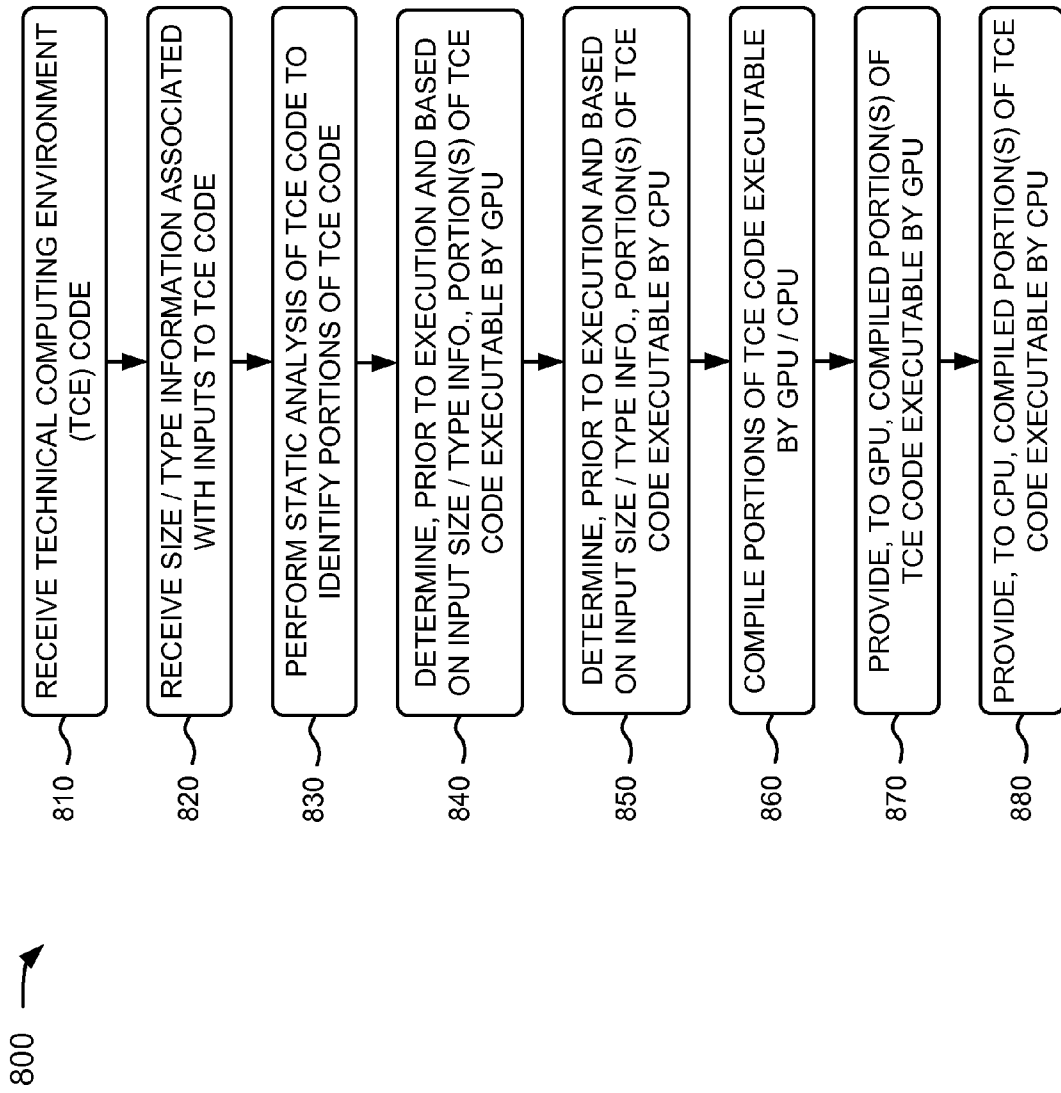 800
810
RECEIVE TECHNICAL COMPUTING ENVIRONMENT
(TCE) CODE
820
RECEIVE SIZE / TYPE INFORMATION ASSOCIATED
WITH INPUTS TO TCE CODE
830
PERFORM STATIC ANALYSIS OF TCE CODE TO
IDENTIFY PORTIONS OF TCE CODE
840
DETERMINE, PRIOR TO EXECUTION AND BASED
ON INPUT SIZE / TYPE INFO., PORTION(S) OF TCE
CODE EXECUTABLE BY GPU
850
DETERMINE, PRIOR TO EXECUTION AND BASED
ON INPUT SIZE / TYPE INFO., PORTION(S) OF TCE
CODE EXECUTABLE BY CPU
860
COMPILE PORTIONS OF TCE CODE EXECUTABLE
BY GPU / CPU
870
PROVIDE, TO GPU, COMPILED PORTION(S) OF
TCE CODE EXECUTABLE BY GPU
880
PROVIDE, TO CPU, COMPILED PORTION(S) OF TCE
CODE EXECUTABLE BY CPU